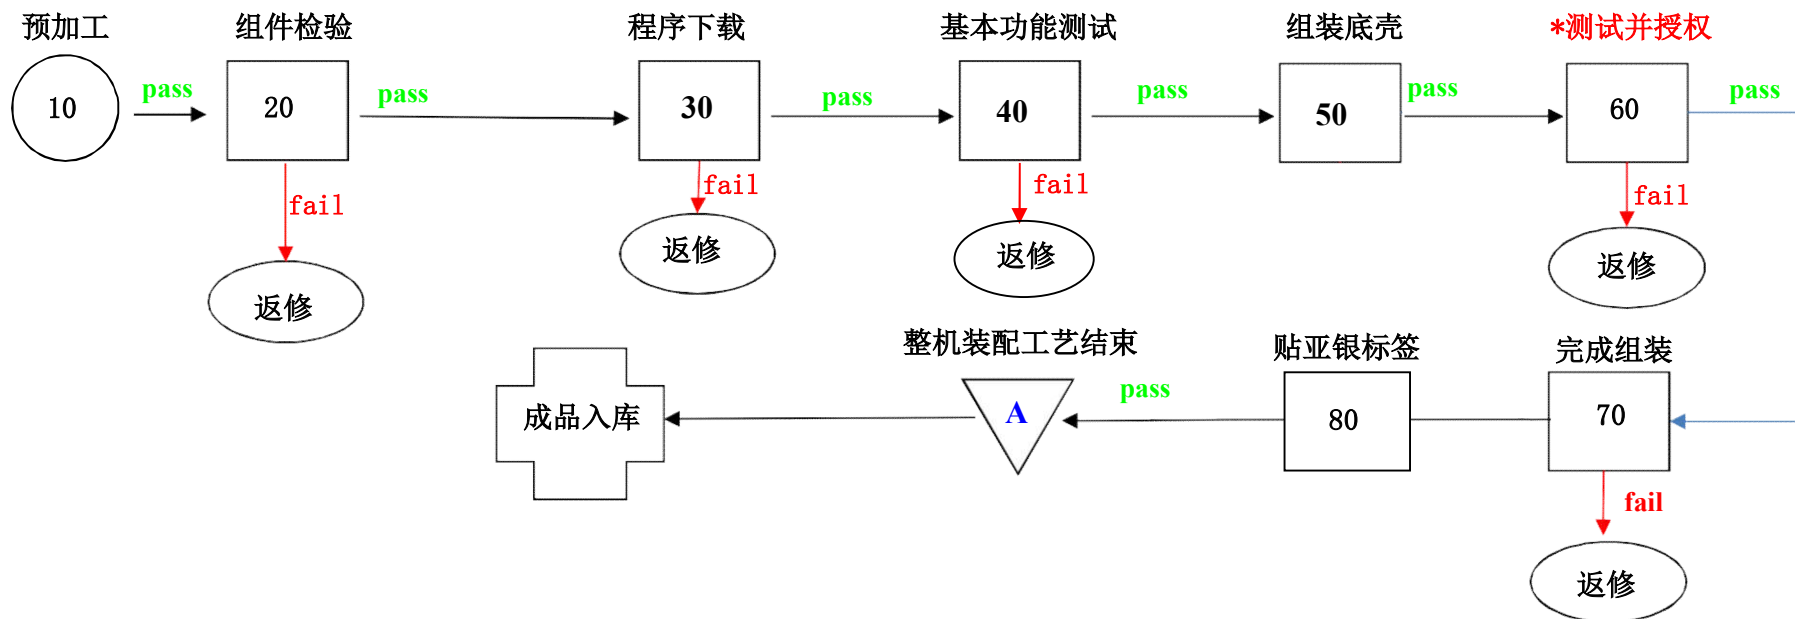 预加工
组件检验
程序下载
基本功能测试
组装底壳
*测试并授权
10
pass
20
pass
30
pass
40
pass
50
pass
60
pass
fail
fail
fail
fail
返修
返修
返修
返修
整机装配工艺结束
贴亚银标签
完成组装
成品入库
A
pass
80
70
fail
返修